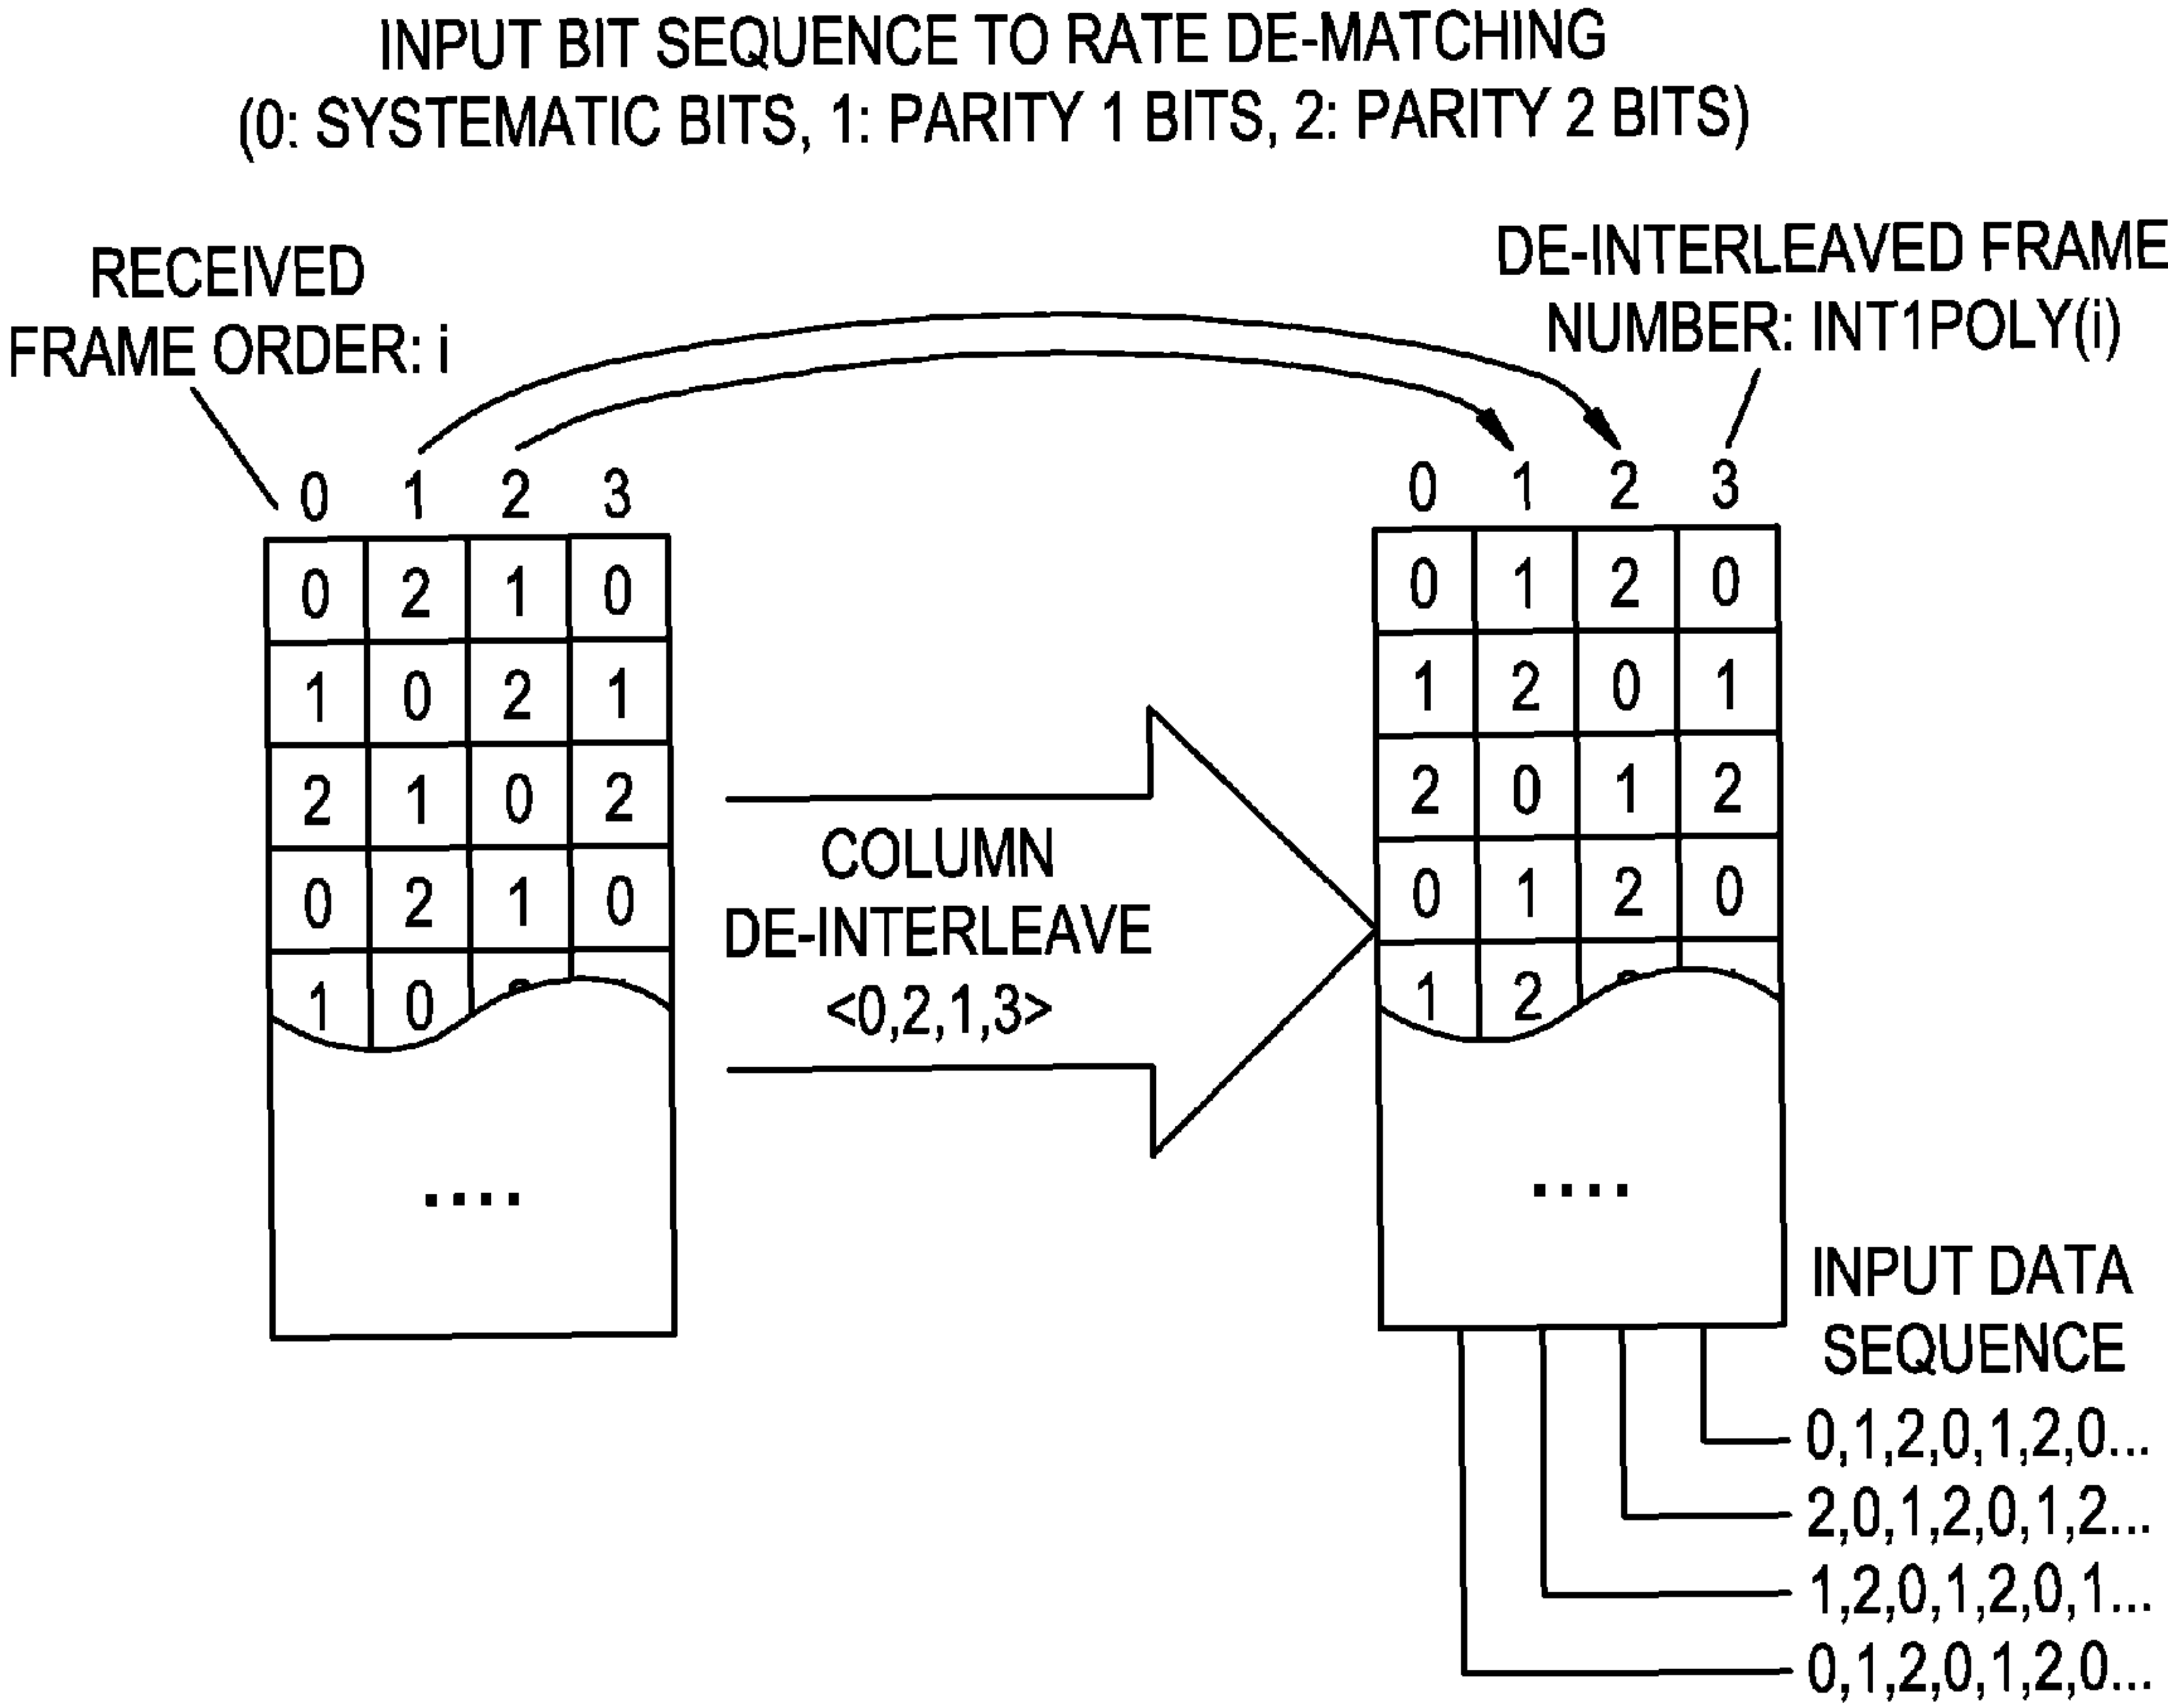 INPUT BIT SEQUENCE TO RATE DE-MATCHING
(0: SYSTEMATIC BITS, 1: PARITY 1 BITS, 2: PARITY 2 BITS)
RECEIVED
FRAME ORDER: i
DE-INTERLEAVED FRAME
NUMBER: INT1POLY(i)
0 1 2 3
0 2 1 0
1 0 2 1
2 1 0 2
0 2 1 0
1 0
....
COLUMN
DE-INTERLEAVE
<0,2,1,3>
0 1 2 3
0 1 2 0
1 2 0 1
2 0 1 2
0 1 2 0
1 2
....
INPUT DATA
SEQUENCE
0,1,2,0,1,2,0...
2,0,1,2,0,1,2...
1,2,0,1,2,0,1...
0,1,2,0,1,2,0...